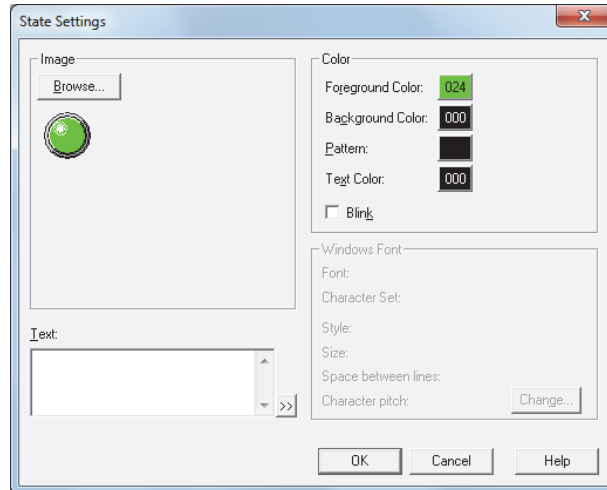 State Settings
Image
Browse...
Color
Foreground Color: 024
Background Color: 000
Pattern:
Text Color: 000
Blink
Windows Font
Font:
Character Set:
Style:
Size:
Space between lines:
Character pitch:
Change...
Text:
>>
OK Cancel Help